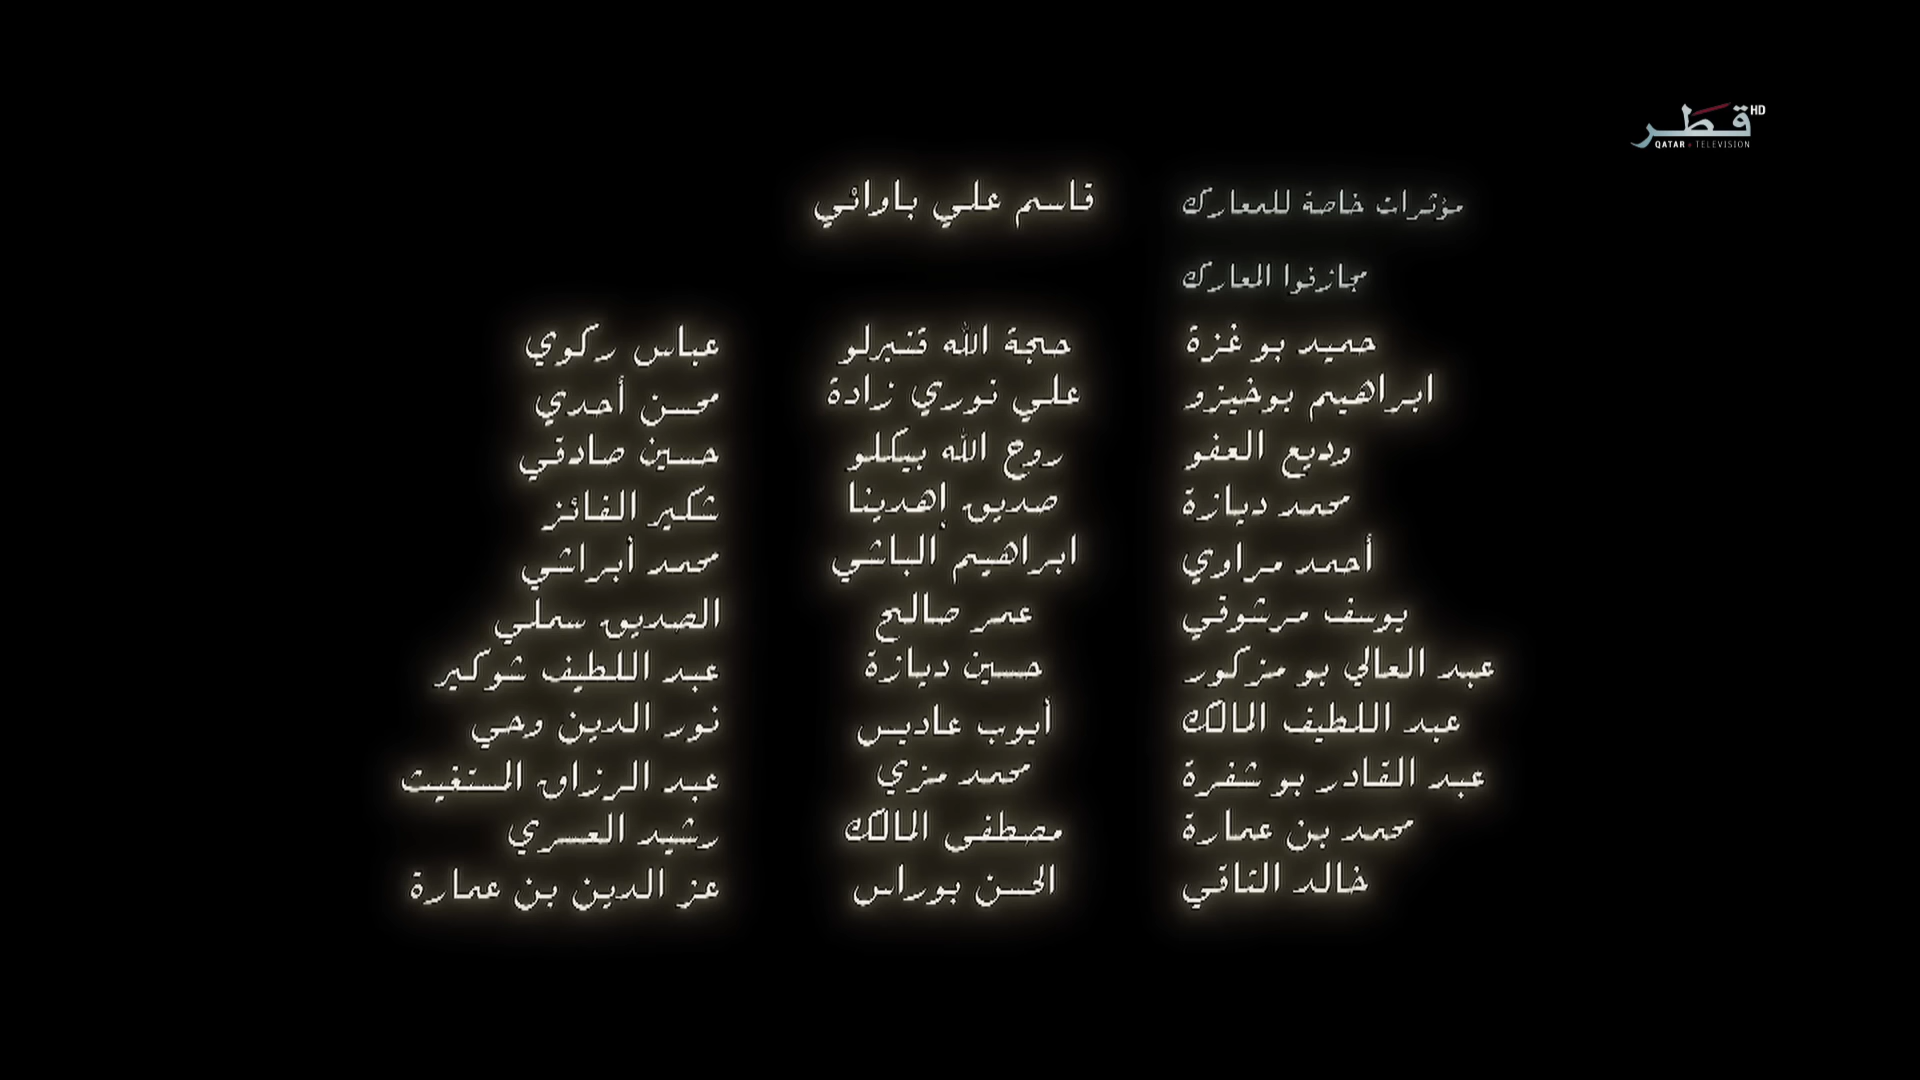 قطر HD
QATAR TELEVISION
مؤثرات خاصة للمعارك قاسم علي باوائي
مجازفوا المعارك
حميد بو غزة حجة الله قنبرلو عباس ركوي
ابراهيم بوخيزو علي نوري زادة محسن أحدي
وديع العفو روح الله بيكلو حسين صادقي
محمد ديازة صديق إهدينا شكير الفائز
أحمد مراوي ابراهيم الباشي محمد أبراشي
يوسف مرشوقي عمر صالح الصديق سملي
عبد العالي بو مزكور حسين ديازة عبد اللطيف شوكير
عبد اللطيف المالك أيوب عاديس نور الدين وحي
عبد القادر بو شفرة محمد مزي عبد الرزاق المستغيث
محمد بن عمارة مصطفى المالك رشيد العسري
خالد التاقي الحسن بوراس عز الدين بن عمارة